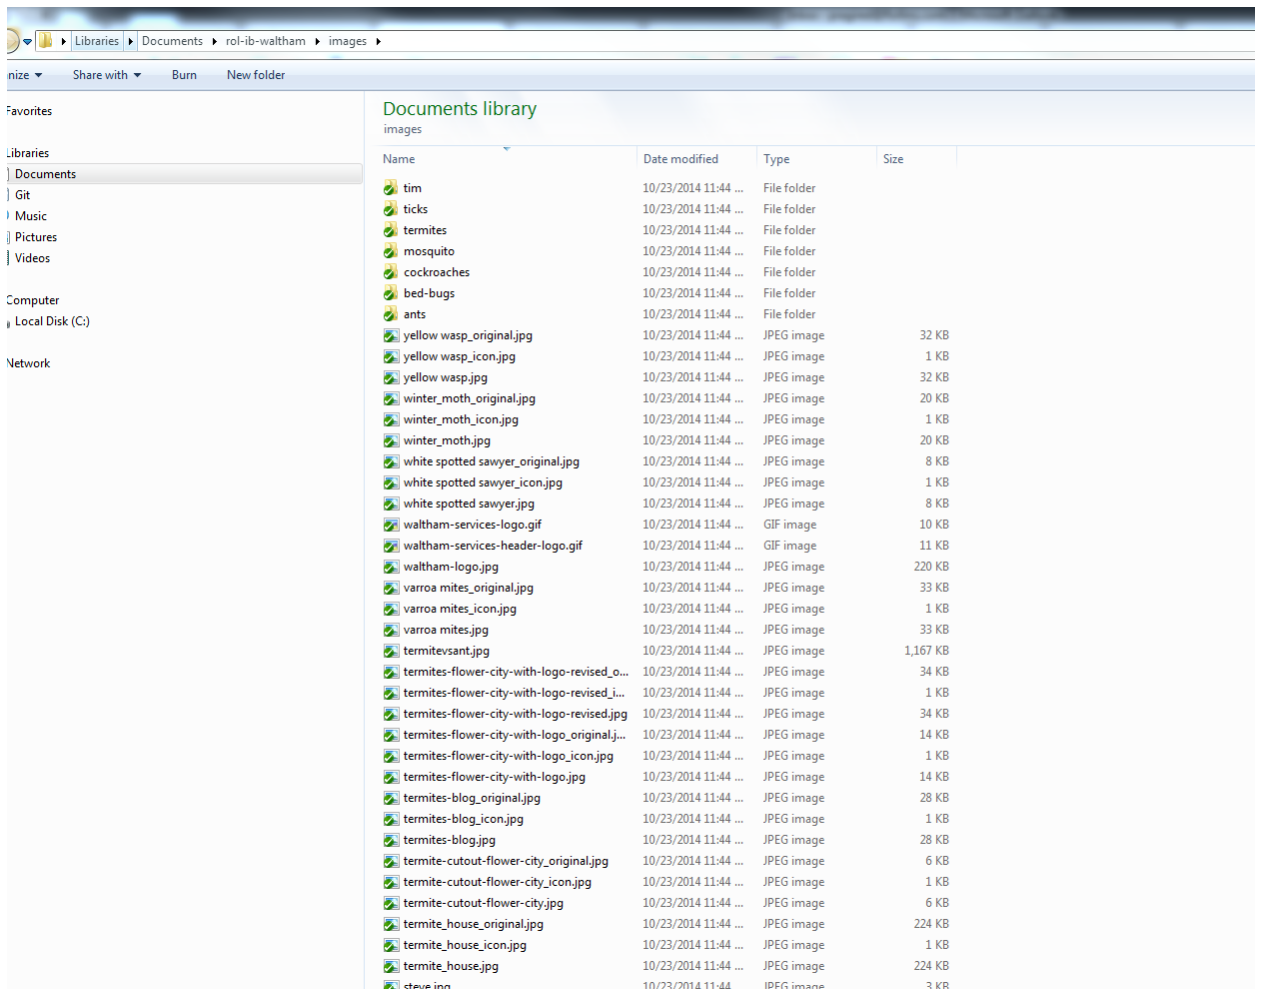 Libraries Documents rol-ib-waltham images
nize Share with Burn New folder
Favorites
Libraries
Documents
Git
Music
Pictures
Videos
Computer
Local Disk (C:)
Network
Documents library
images
Name Date modified Type Size
tim 10/23/2014 11:44 ... File folder
ticks 10/23/2014 11:44 ... File folder
termites 10/23/2014 11:44 ... File folder
mosquito 10/23/2014 11:44 ... File folder
cockroaches 10/23/2014 11:44 ... File folder
bed-bugs 10/23/2014 11:44 ... File folder
ants 10/23/2014 11:44 ... File folder
yellow wasp_original.jpg 10/23/2014 11:44 ... JPEG image 32 KB
yellow wasp_icon.jpg 10/23/2014 11:44 ... JPEG image 1 KB
yellow wasp.jpg 10/23/2014 11:44 ... JPEG image 32 KB
winter_moth_original.jpg 10/23/2014 11:44 ... JPEG image 20 KB
winter_moth_icon.jpg 10/23/2014 11:44 ... JPEG image 1 KB
winter_moth.jpg 10/23/2014 11:44 ... JPEG image 20 KB
white spotted sawyer_original.jpg 10/23/2014 11:44 ... JPEG image 8 KB
white spotted sawyer_icon.jpg 10/23/2014 11:44 ... JPEG image 1 KB
white spotted sawyer.jpg 10/23/2014 11:44 ... JPEG image 8 KB
waltham-services-logo.gif 10/23/2014 11:44 ... GIF image 10 KB
waltham-services-header-logo.gif 10/23/2014 11:44 ... GIF image 11 KB
waltham-logo.jpg 10/23/2014 11:44 ... JPEG image 220 KB
varroa mites_original.jpg 10/23/2014 11:44 ... JPEG image 33 KB
varroa mites_icon.jpg 10/23/2014 11:44 ... JPEG image 1 KB
varroa mites.jpg 10/23/2014 11:44 ... JPEG image 33 KB
termitevsant.jpg 10/23/2014 11:44 ... JPEG image 1,167 KB
termites-flower-city-with-logo-revised_o... 10/23/2014 11:44 ... JPEG image 34 KB
termites-flower-city-with-logo-revised_i... 10/23/2014 11:44 ... JPEG image 1 KB
termites-flower-city-with-logo-revised.jpg 10/23/2014 11:44 ... JPEG image 34 KB
termites-flower-city-with-logo_original.j... 10/23/2014 11:44 ... JPEG image 14 KB
termites-flower-city-with-logo_icon.jpg 10/23/2014 11:44 ... JPEG image 1 KB
termites-flower-city-with-logo.jpg 10/23/2014 11:44 ... JPEG image 14 KB
termites-blog_original.jpg 10/23/2014 11:44 ... JPEG image 28 KB
termites-blog_icon.jpg 10/23/2014 11:44 ... JPEG image 1 KB
termites-blog.jpg 10/23/2014 11:44 ... JPEG image 28 KB
termite-cutout-flower-city_original.jpg 10/23/2014 11:44 ... JPEG image 6 KB
termite-cutout-flower-city_icon.jpg 10/23/2014 11:44 ... JPEG image 1 KB
termite-cutout-flower-city.jpg 10/23/2014 11:44 ... JPEG image 6 KB
termite_house_original.jpg 10/23/2014 11:44 ... JPEG image 224 KB
termite_house_icon.jpg 10/23/2014 11:44 ... JPEG image 1 KB
termite_house.jpg 10/23/2014 11:44 ... JPEG image 224 KB
steve.jpg 10/23/2014 11:44 ... JPEG image 3 KB